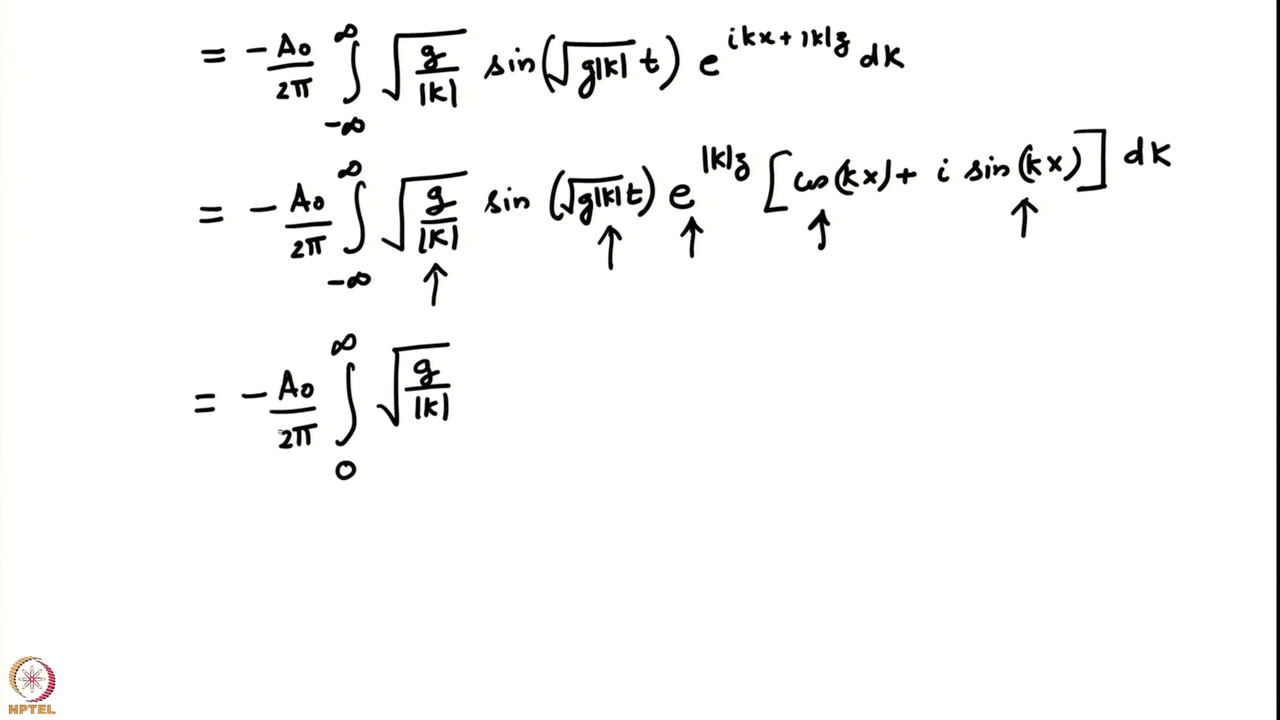 = -A₀/2π ∫_{-∞}^{∞} √(g/|k|) sin(√(g|k|) t) e^{ikx+|k|z} dk
= -A₀/2π ∫_{-∞}^{∞} √(g/|k|) sin(√(g|k|) t) e^{|k|z} [cos(kx) + i sin(kx)] dk
↑ ↑ ↑ ↑ ↑
= -A₀/2π ∫_{0}^{∞} √(g/|k|)
NPTEL